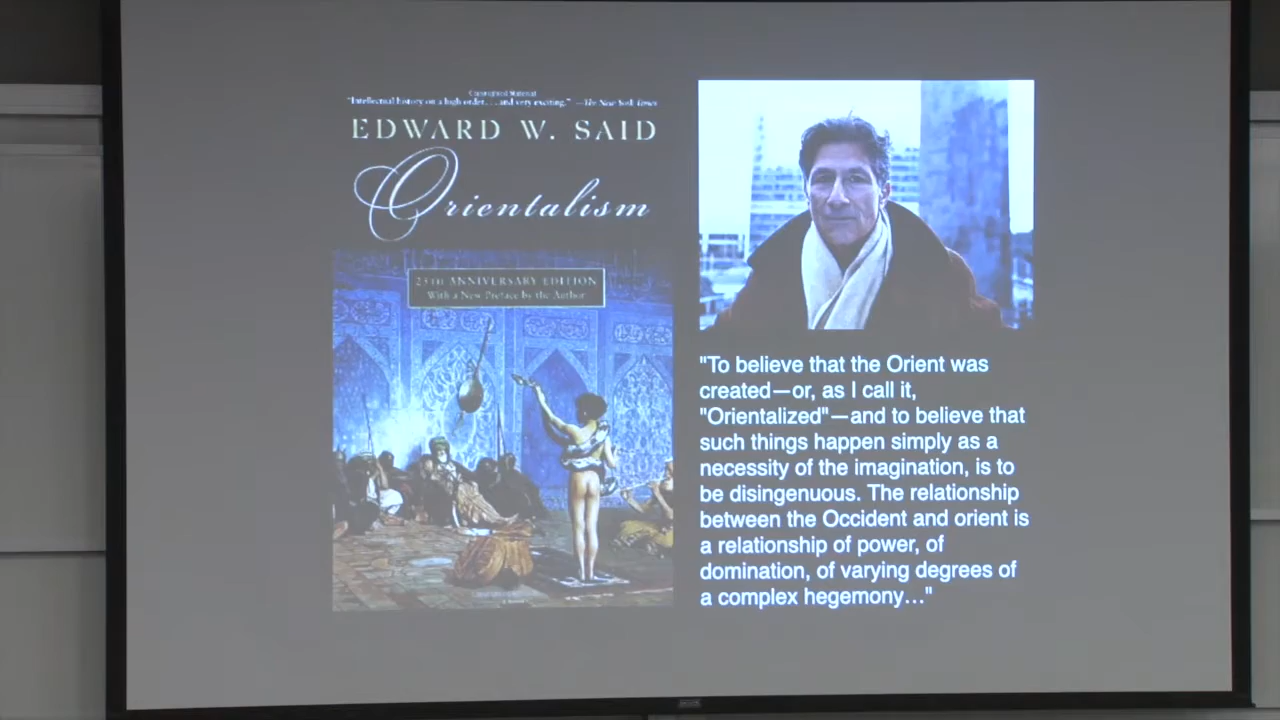 "Intellectual history on a high order. . . . and very exciting." —The New York Times
EDWARD W. SAID
Orientalism
25TH ANNIVERSARY EDITION
With a New Preface by the Author
"To believe that the Orient was
created—or, as I call it,
"Orientalized"—and to believe that
such things happen simply as a
necessity of the imagination, is to
be disingenuous. The relationship
between the Occident and orient is
a relationship of power, of
domination, of varying degrees of
a complex hegemony..."